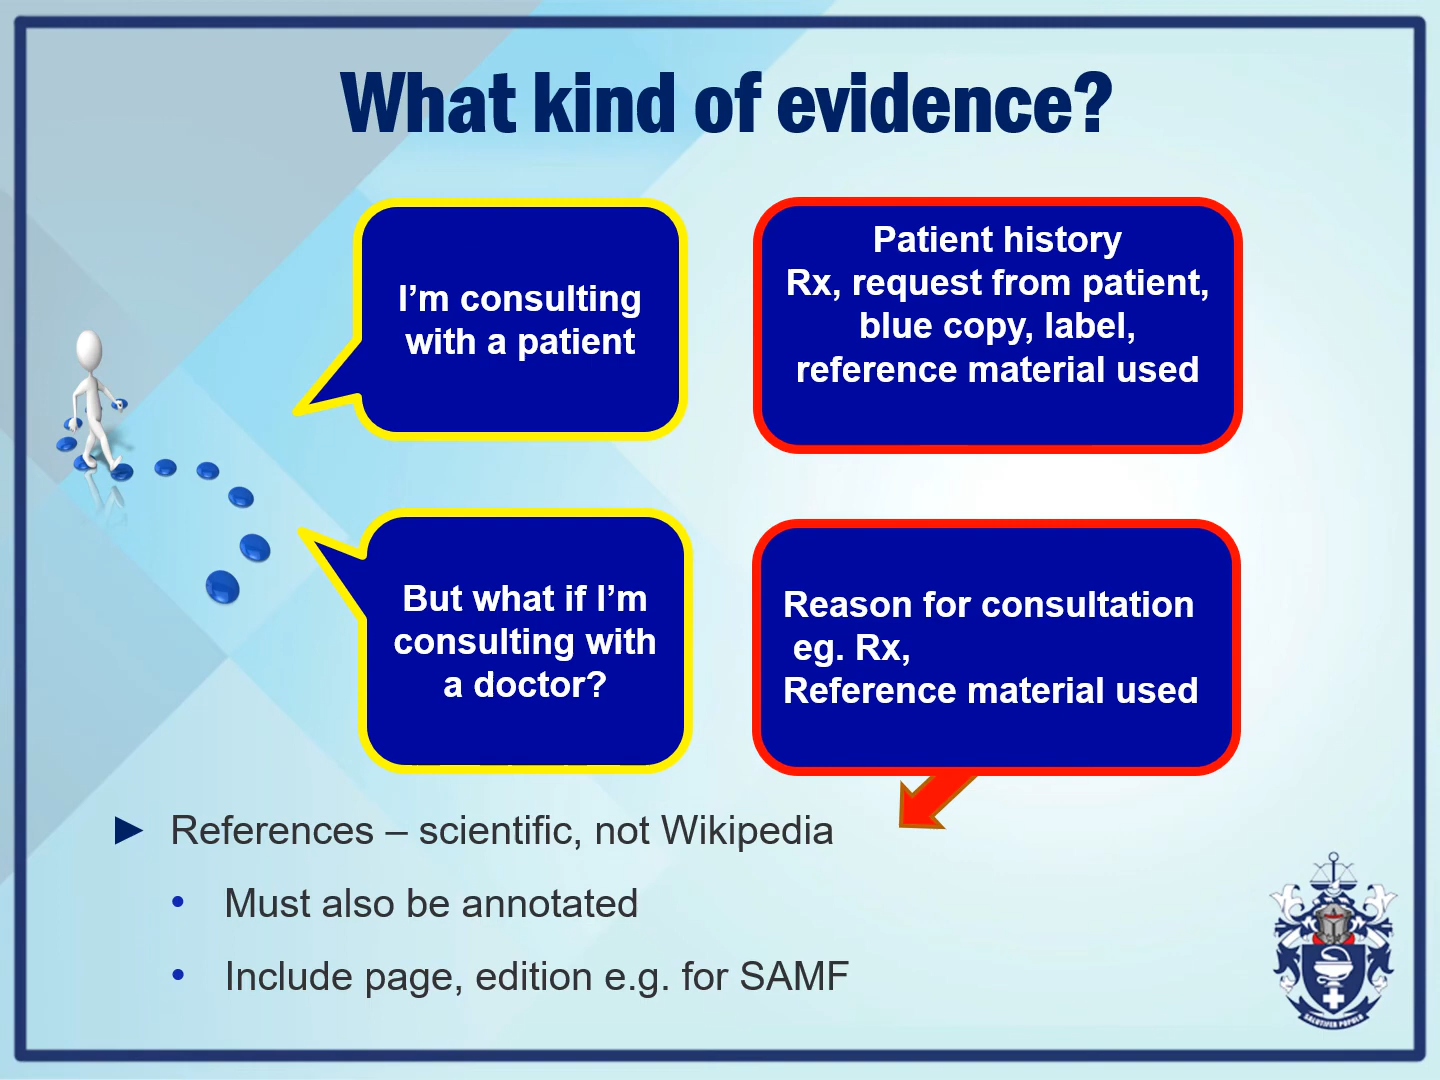 What kind of evidence?
I’m consulting
with a patient
Patient history
Rx, request from patient,
blue copy, label,
reference material used
But what if I’m
consulting with
a doctor?
Reason for consultation
eg. Rx,
Reference material used
► References – scientific, not Wikipedia
• Must also be annotated
• Include page, edition e.g. for SAMF
SALUTIFER POPULO